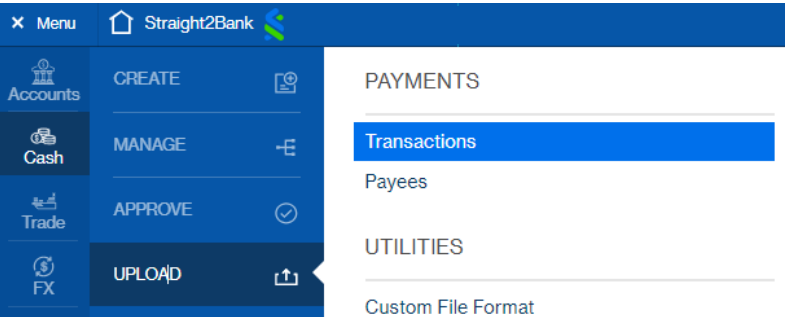 × Menu
Straight2Bank
Accounts
Cash
Trade
FX
CREATE
MANAGE
APPROVE
UPLOAD
PAYMENTS
Transactions
Payees
UTILITIES
Custom File Format